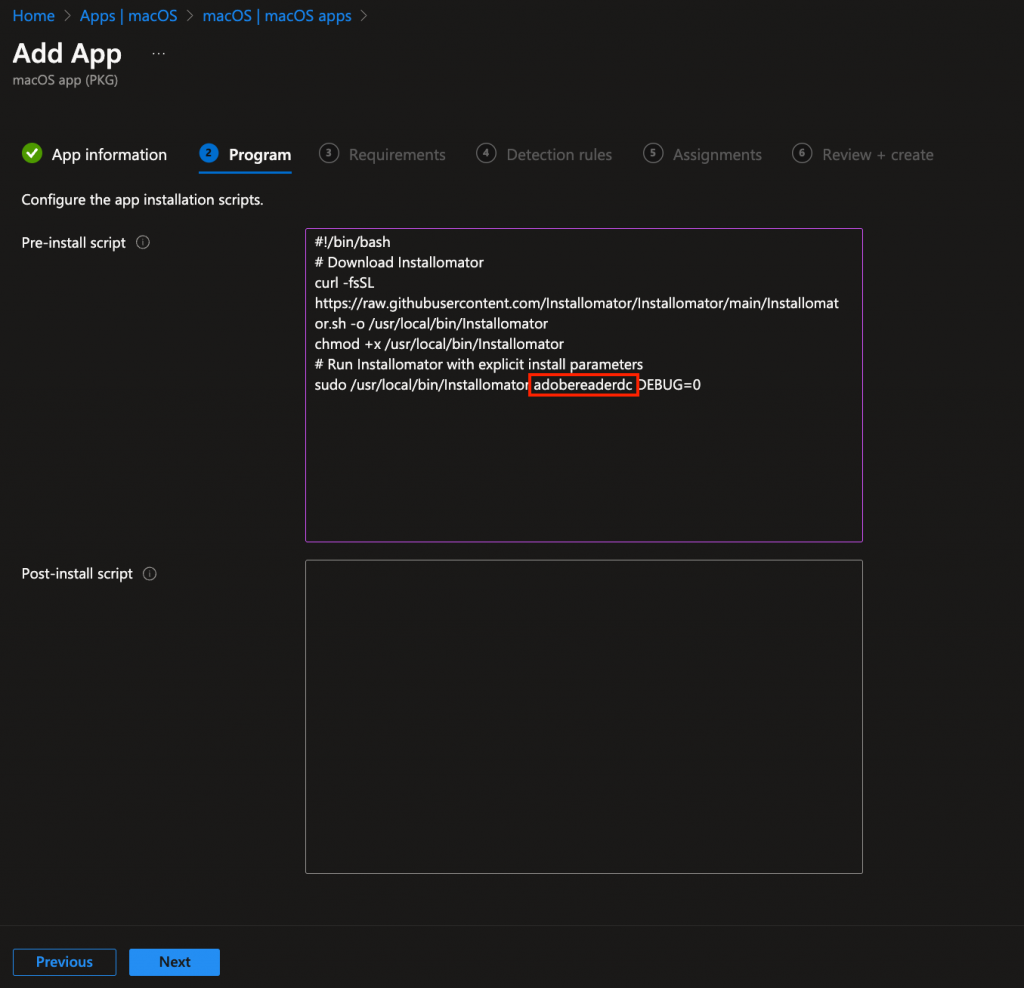 Home > Apps | macOS > macOS | macOS apps >
Add App ...
macOS app (PKG)
App information 2 Program 3 Requirements 4 Detection rules 5 Assignments 6 Review + create
Configure the app installation scripts.
Pre-install script
#!/bin/bash
# Download Installomator
curl -fsSL
https://raw.githubusercontent.com/Installomator/Installomator/main/Installomat
or.sh -o /usr/local/bin/Installomator
chmod +x /usr/local/bin/Installomator
# Run Installomator with explicit install parameters
sudo /usr/local/bin/Installomator adobereaderdc DEBUG=0
Post-install script
Previous Next